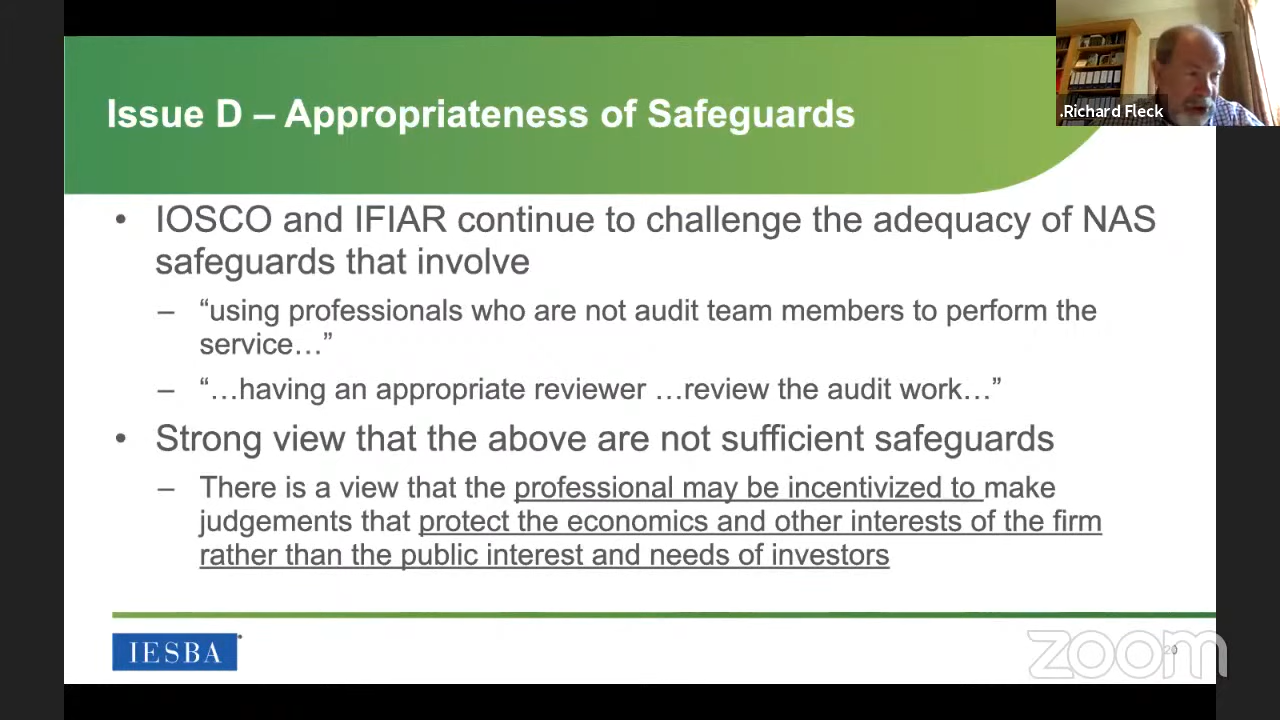 Issue D – Appropriateness of Safeguards
.Richard Fleck
• IOSCO and IFIAR continue to challenge the adequacy of NAS
safeguards that involve
– “using professionals who are not audit team members to perform the
service…”
– “…having an appropriate reviewer …review the audit work…”
• Strong view that the above are not sufficient safeguards
– There is a view that the professional may be incentivized to make
judgements that protect the economics and other interests of the firm
rather than the public interest and needs of investors
IESBA
zoom
20